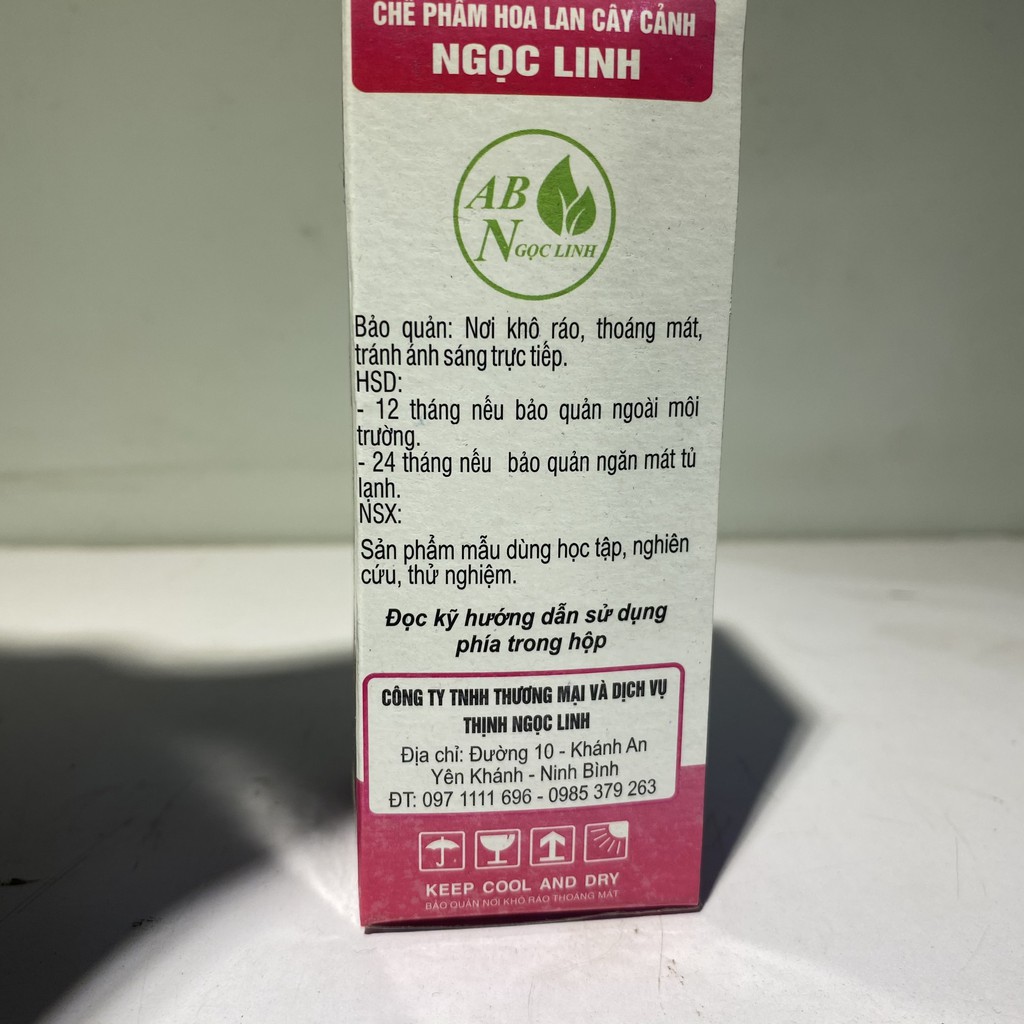 CHẾ PHẨM HOA LAN CÂY CẢNH
NGỌC LINH
AB
NGỌC LINH
Bảo quản: Nơi khô ráo, thoáng mát,
tránh ánh sáng trực tiếp.
HSD:
- 12 tháng nếu bảo quản ngoài môi
trường.
- 24 tháng nếu bảo quản ngăn mát tủ
lạnh.
NSX:
Sản phẩm mẫu dùng học tập, nghiên
cứu, thử nghiệm.
Đọc kỹ hướng dẫn sử dụng
phía trong hộp
CÔNG TY TNHH THƯƠNG MẠI VÀ DỊCH VỤ
THỊNH NGỌC LINH
Địa chỉ: Đường 10 - Khánh An
Yên Khánh - Ninh Bình
ĐT: 097 1111 696 - 0985 379 263
KEEP COOL AND DRY
BẢO QUẢN NƠI KHÔ RÁO THOÁNG MÁT